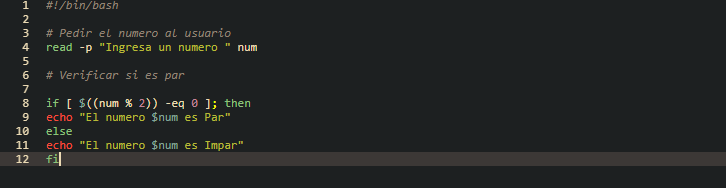 1 #!/bin/bash
2
3 # Pedir el numero al usuario
4 read -p "Ingresa un numero " num
5
6 # Verificar si es par
7
8 if [ $((num % 2)) -eq 0 ]; then
9 echo "El numero $num es Par"
10 else
11 echo "El numero $num es Impar"
12 fi